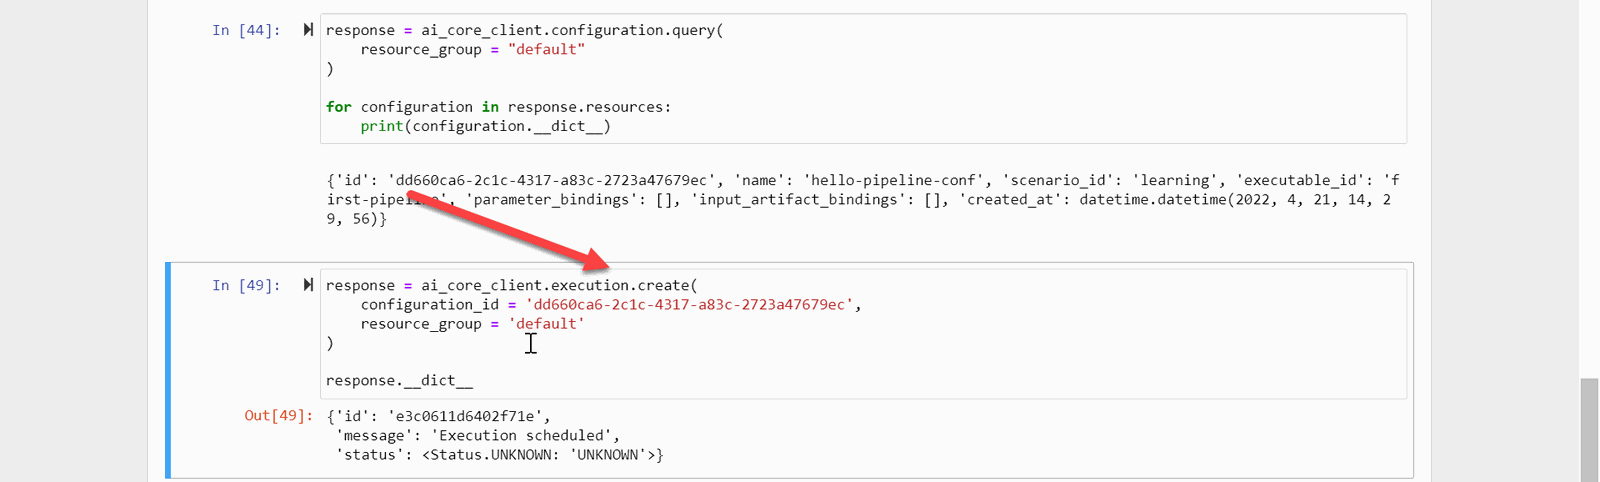 In [44]:
response = ai_core_client.configuration.query(
    resource_group = "default"
)
for configuration in response.resources:
    print(configuration.__dict__)
{'id': 'dd660ca6-2c1c-4317-a83c-2723a47679ec', 'name': 'hello-pipeline-conf', 'scenario_id': 'learning', 'executable_id': 'f
irst-pipeline', 'parameter_bindings': [], 'input_artifact_bindings': [], 'created_at': datetime.datetime(2022, 4, 21, 14, 2
9, 56)}
In [49]:
response = ai_core_client.execution.create(
    configuration_id = 'dd660ca6-2c1c-4317-a83c-2723a47679ec',
    resource_group = 'default'
)
response.__dict__
Out[49]:
{'id': 'e3c0611d6402f71e',
 'message': 'Execution scheduled',
 'status': <Status.UNKNOWN: 'UNKNOWN'>}